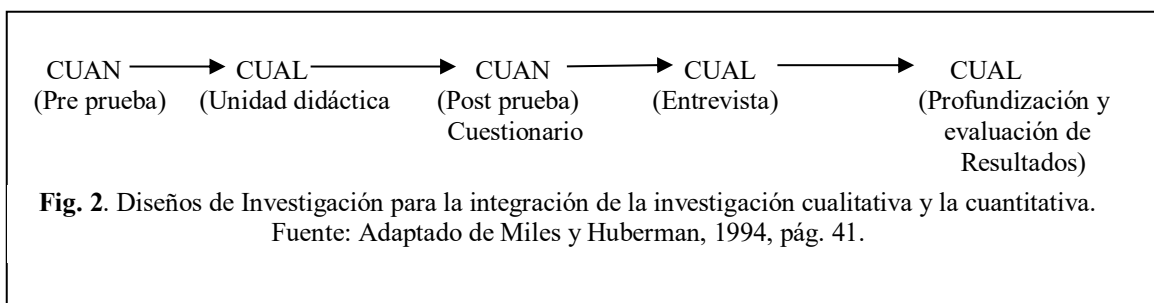 CUAN CUAL CUAN CUAL CUAL
(Pre prueba) (Unidad didáctica (Post prueba) (Entrevista) (Profundización y
Cuestionario evaluación de
Resultados)
Fig. 2. Diseños de Investigación para la integración de la investigación cualitativa y la cuantitativa.
Fuente: Adaptado de Miles y Huberman, 1994, pág. 41.